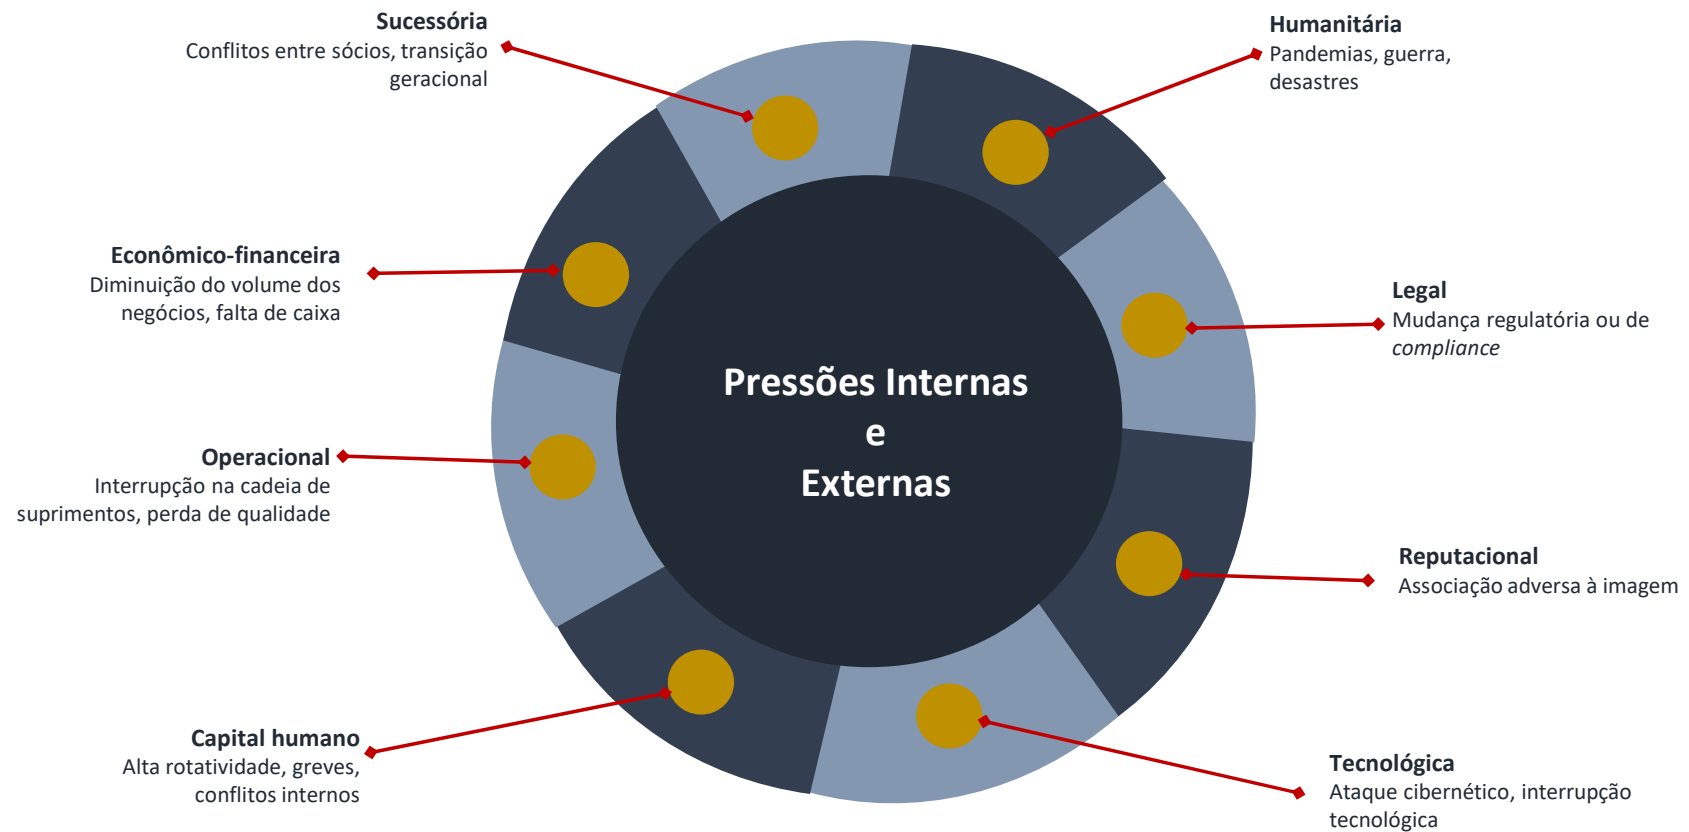 Sucessória
Conflitos entre sócios, transição
geracional
Humanitária
Pandemias, guerra,
desastres
Econômico-financeira
Diminuição do volume dos
negócios, falta de caixa
Legal
Mudança regulatória ou de
compliance
Pressões Internas
e
Externas
Operacional
Interrupção na cadeia de
suprimentos, perda de qualidade
Reputacional
Associação adversa à imagem
Capital humano
Alta rotatividade, greves,
conflitos internos
Tecnológica
Ataque cibernético, interrupção
tecnológica